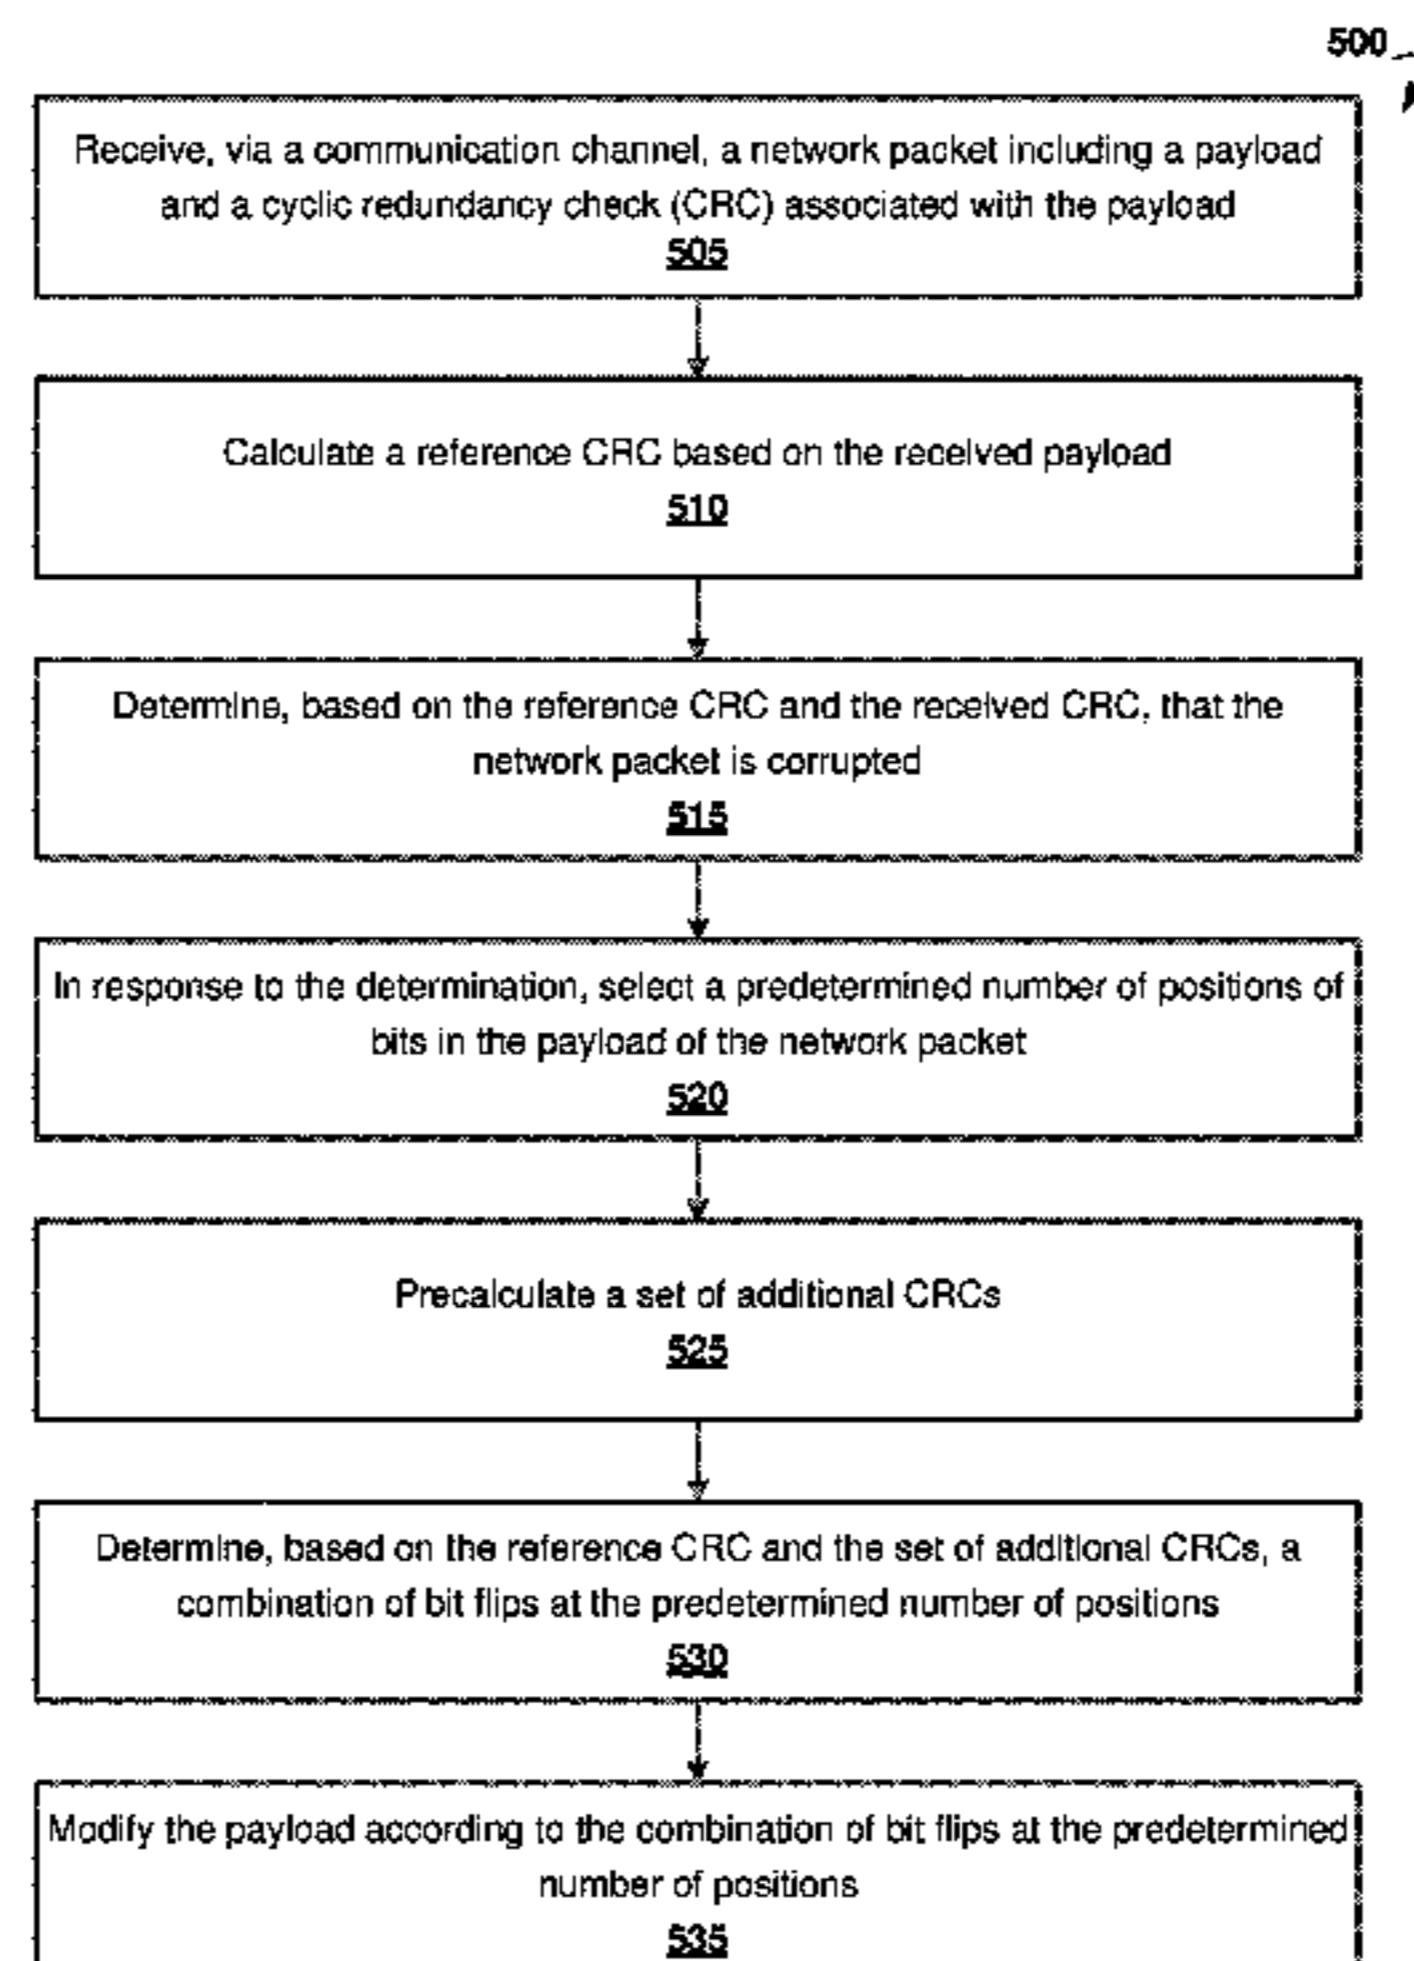 500
Receive, via a communication channel, a network packet including a payload
and a cyclic redundancy check (CRC) associated with the payload
505
Calculate a reference CRC based on the received payload
510
Determine, based on the reference CRC and the received CRC, that the
network packet is corrupted
515
In response to the determination, select a predetermined number of positions of
bits in the payload of the network packet
520
Precalculate a set of additional CRCs
525
Determine, based on the reference CRC and the set of additional CRCs, a
combination of bit flips at the predetermined number of positions
530
Modify the payload according to the combination of bit flips at the predetermined
number of positions
535